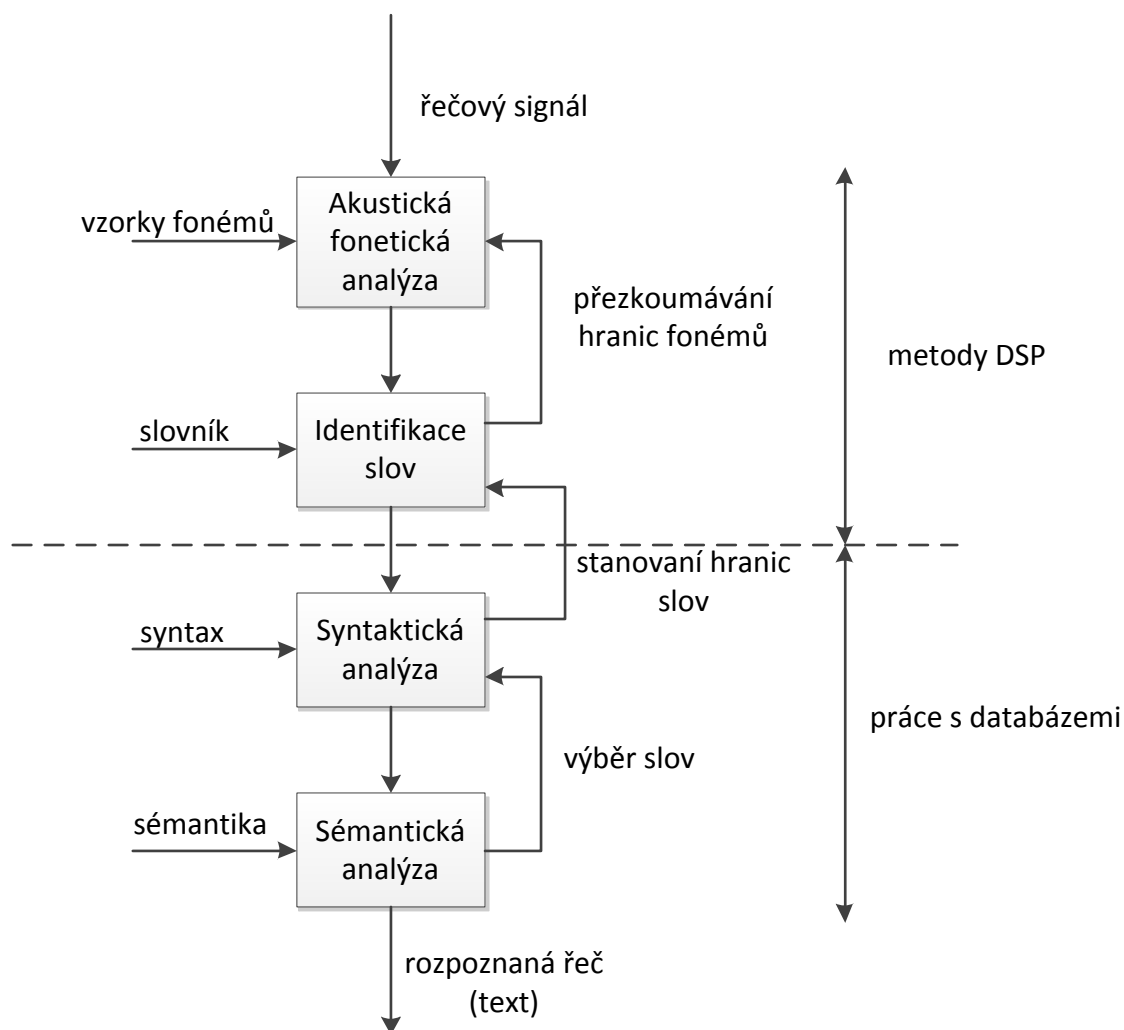 řečový signál
Akustická
fonetická
analýza
vzorky fonémů
přezkoumávání
hranic fonémů
metody DSP
slovník
Identifikace
slov
stanovaní hranic
slov
syntax
Syntaktická
analýza
práce s databázemi
výběr slov
sémantika
Sémantická
analýza
rozpoznaná řeč
(text)